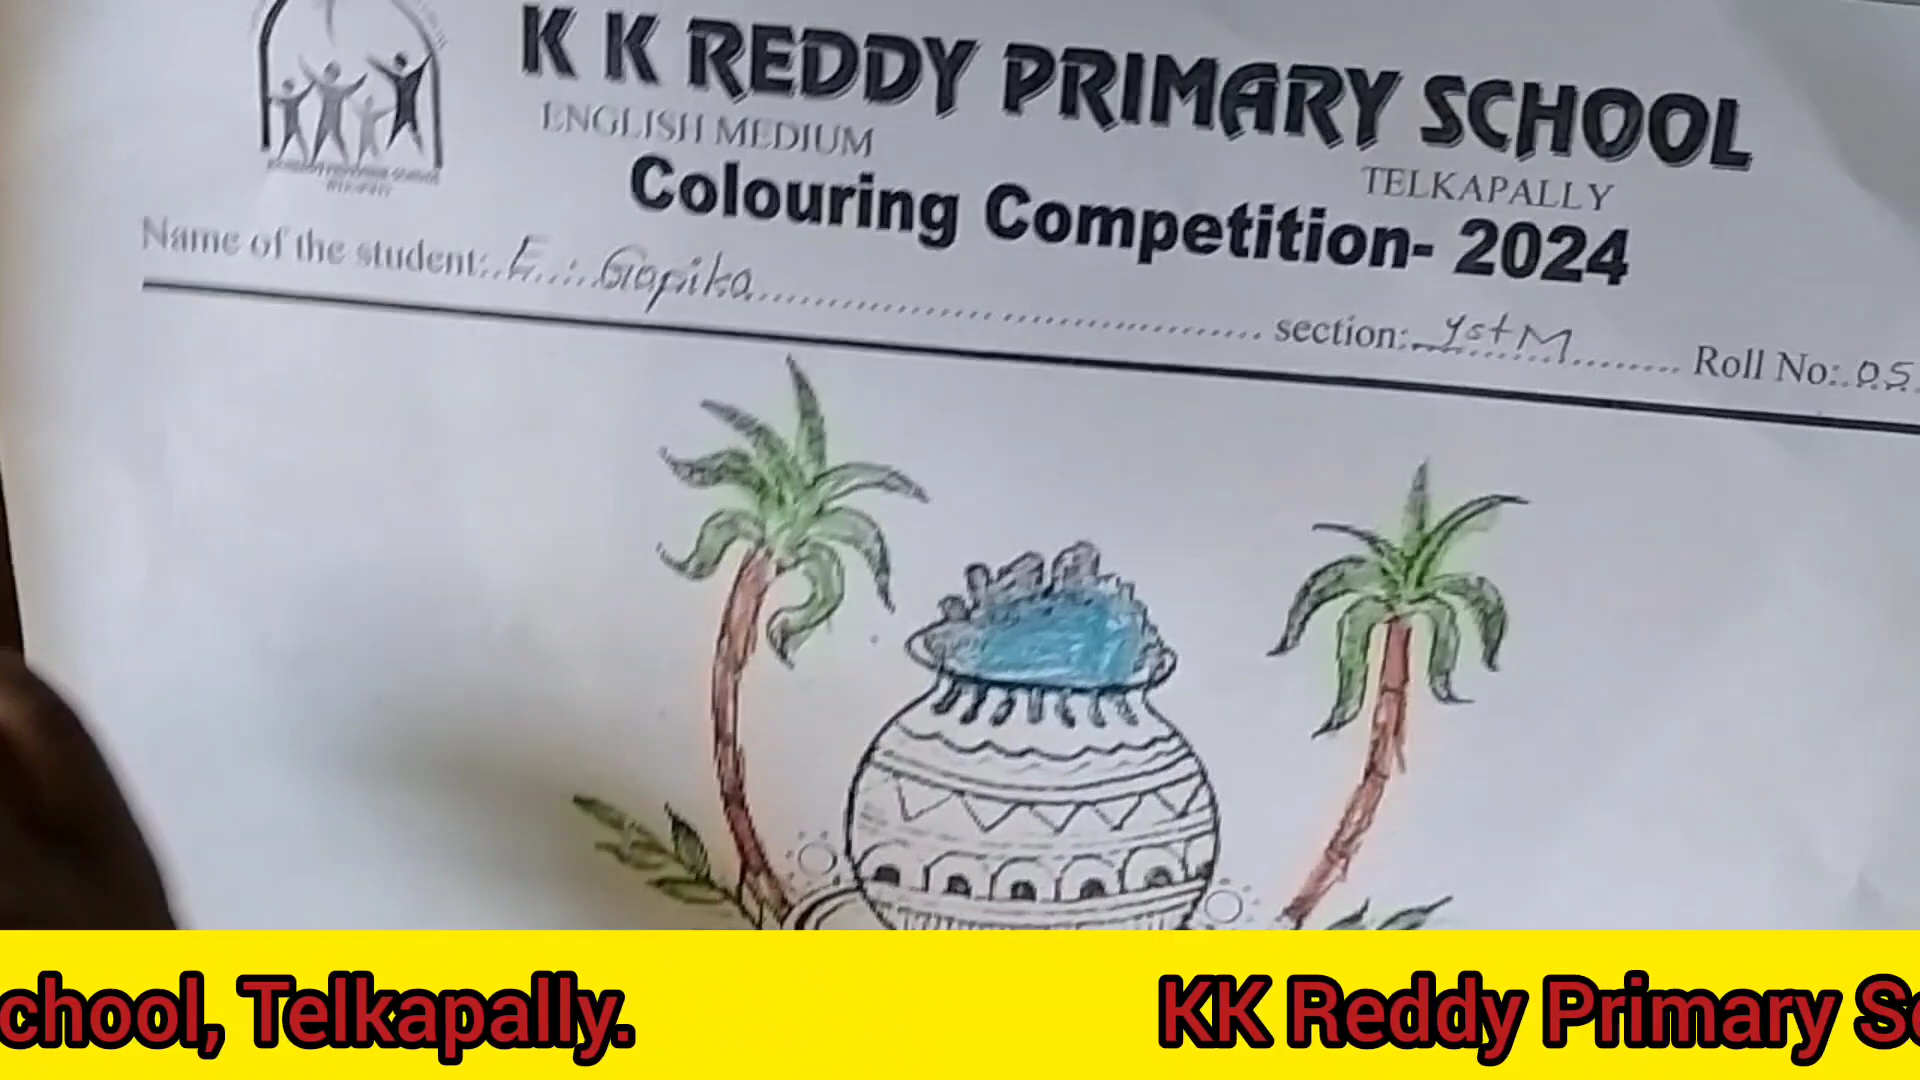 K K REDDY PRIMARY SCHOOL
ENGLISH MEDIUM
TELKAPALLY
Colouring Competition- 2024
Name of the student: E. Gopika section: 1st M Roll No: 05
chool, Telkapally. KK Reddy Primary Sc